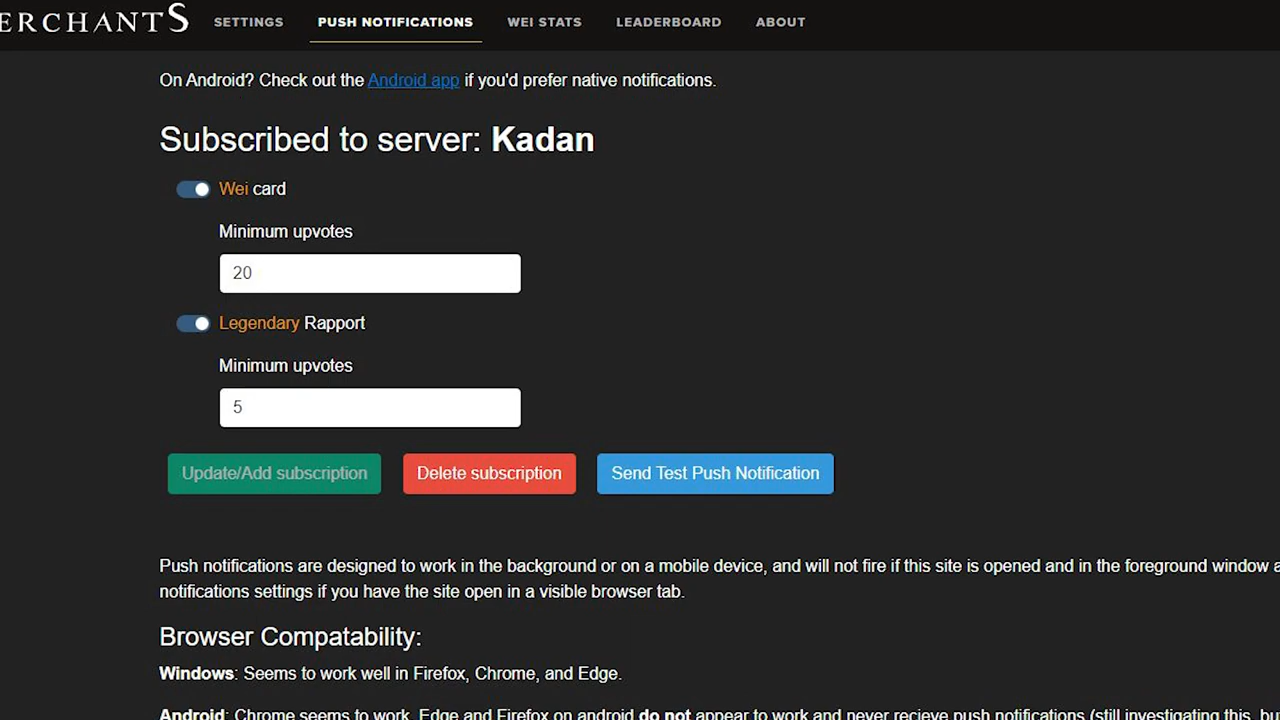 ERCHANTS SETTINGS PUSH NOTIFICATIONS WEI STATS LEADERBOARD ABOUT
On Android? Check out the Android app if you'd prefer native notifications.
Subscribed to server: Kadan
Wei card
Minimum upvotes
20
Legendary Rapport
Minimum upvotes
5
Update/Add subscription Delete subscription Send Test Push Notification
Push notifications are designed to work in the background or on a mobile device, and will not fire if this site is opened and in the foreground window a
notifications settings if you have the site open in a visible browser tab.
Browser Compatability:
Windows: Seems to work well in Firefox, Chrome, and Edge.
Android: Chrome seems to work. Edge and Firefox on android do not appear to work and never recieve push notifications (still investigating this, bu